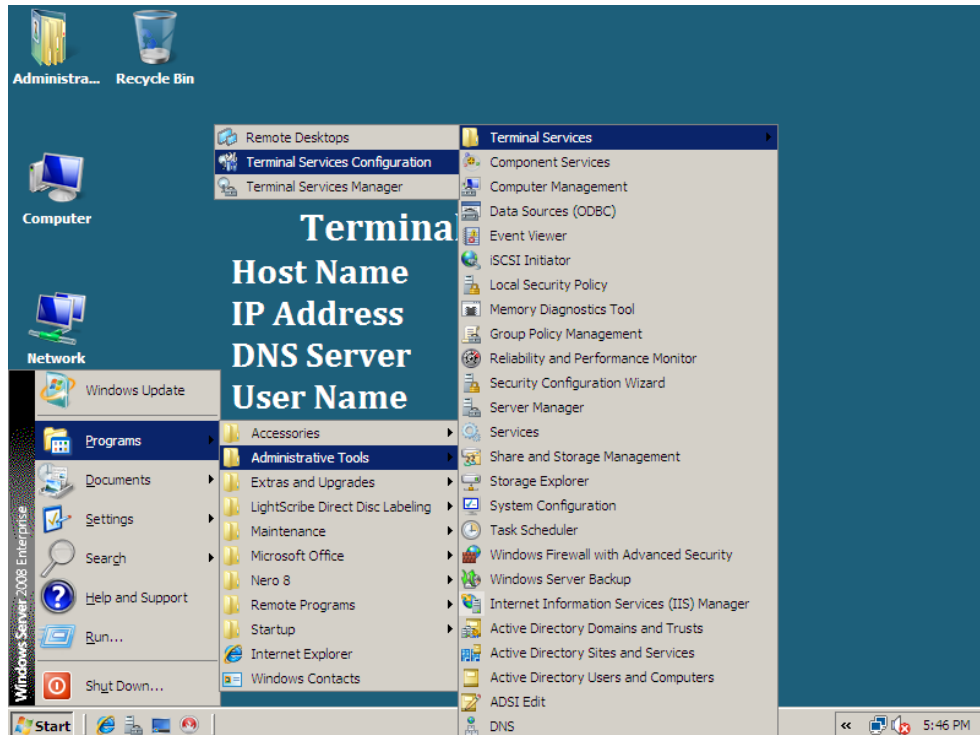 Administra...
Recycle Bin
Computer
Network
Termina
Host Name
IP Address
DNS Server
User Name
Remote Desktops
Terminal Services Configuration
Terminal Services Manager
Terminal Services
Component Services
Computer Management
Data Sources (ODBC)
Event Viewer
iSCSI Initiator
Local Security Policy
Memory Diagnostics Tool
Group Policy Management
Reliability and Performance Monitor
Security Configuration Wizard
Server Manager
Services
Share and Storage Management
Storage Explorer
System Configuration
Task Scheduler
Windows Firewall with Advanced Security
Windows Server Backup
Internet Information Services (IIS) Manager
Active Directory Domains and Trusts
Active Directory Sites and Services
Active Directory Users and Computers
ADSI Edit
DNS
Windows Update
Programs
Documents
Settings
Search
Help and Support
Run...
Shut Down...
Windows Server 2008 Enterprise
Accessories
Administrative Tools
Extras and Upgrades
LightScribe Direct Disc Labeling
Maintenance
Microsoft Office
Nero 8
Remote Programs
Startup
Internet Explorer
Windows Contacts
Start
«
5:46 PM